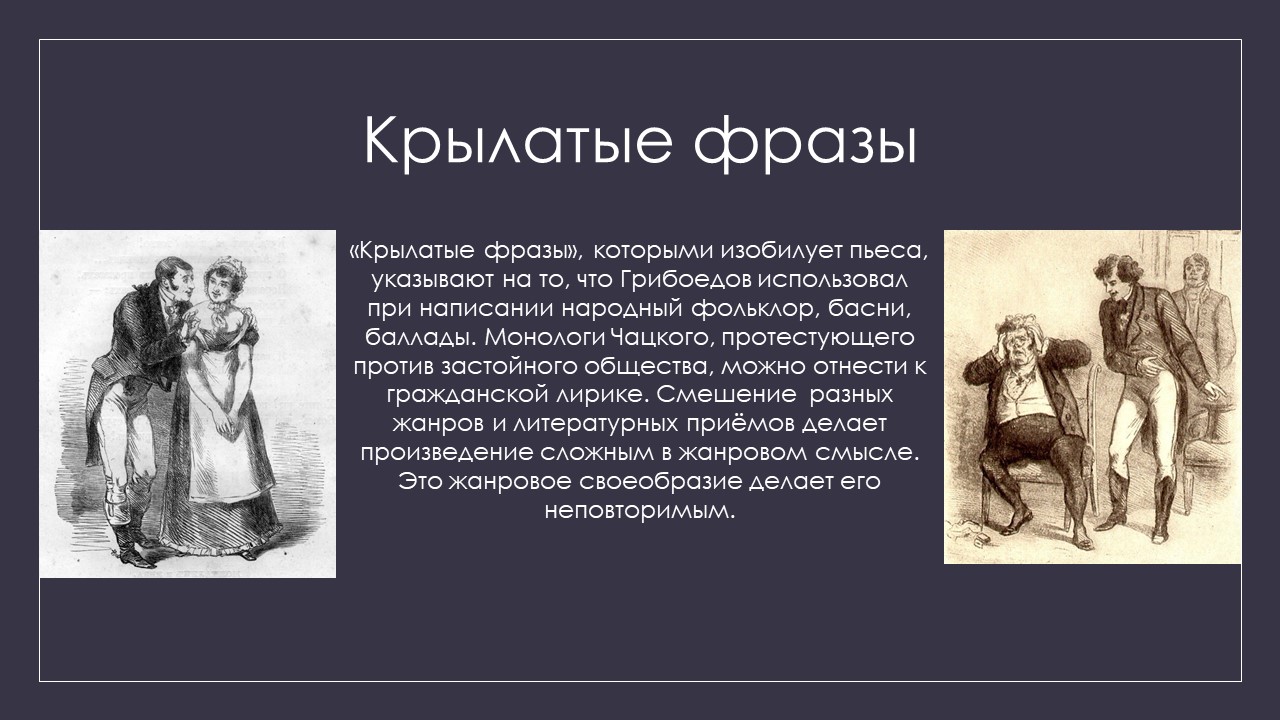 Крылатые фразы
«Крылатые фразы», которыми изобилует пьеса,
указывают на то, что Грибоедов использовал
при написании народный фольклор, басни,
баллады. Монологи Чацкого, протестующего
против застойного общества, можно отнести к
гражданской лирике. Смешение разных
жанров и литературных приёмов делает
произведение сложным в жанровом смысле.
Это жанровое своеобразие делает его
неповторимым.